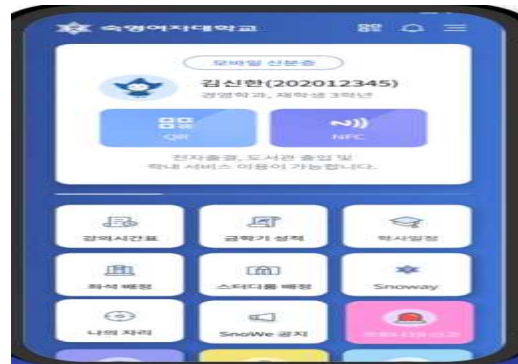 숙명여자대학교
모바일 신분증
김신한(202012345)
경영학과, 재학생 3학년
QR
NFC
전자출결, 도서관 출입 및
학내 서비스 이용이 가능합니다.
강의시간표
금학기 성적
학사일정
좌석 배정
스터디룸 배정
Snoway
나의 자리
SnoWe 공지